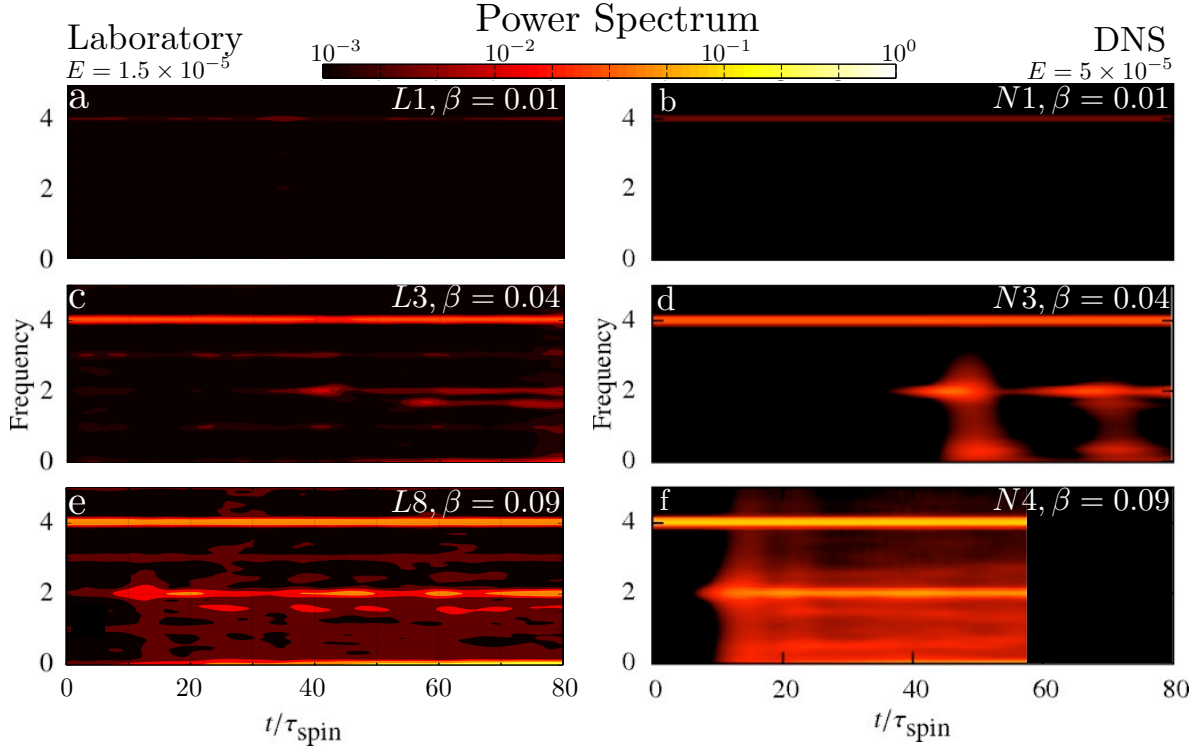 Power Spectrum
Laboratory
E = 1.5 × 10⁻⁵
10⁻³ 10⁻² 10⁻¹ 10⁰
DNS
E = 5 × 10⁻⁵
a
L1, β = 0.01
4
2
0
b
N1, β = 0.01
4
2
0
c
L3, β = 0.04
4
2
0
Frequency
d
N3, β = 0.04
4
2
0
Frequency
e
L8, β = 0.09
4
2
0
0 20 40 60 80
t/τspin
f
N4, β = 0.09
4
2
0
0 20 40 60 80
t/τspin